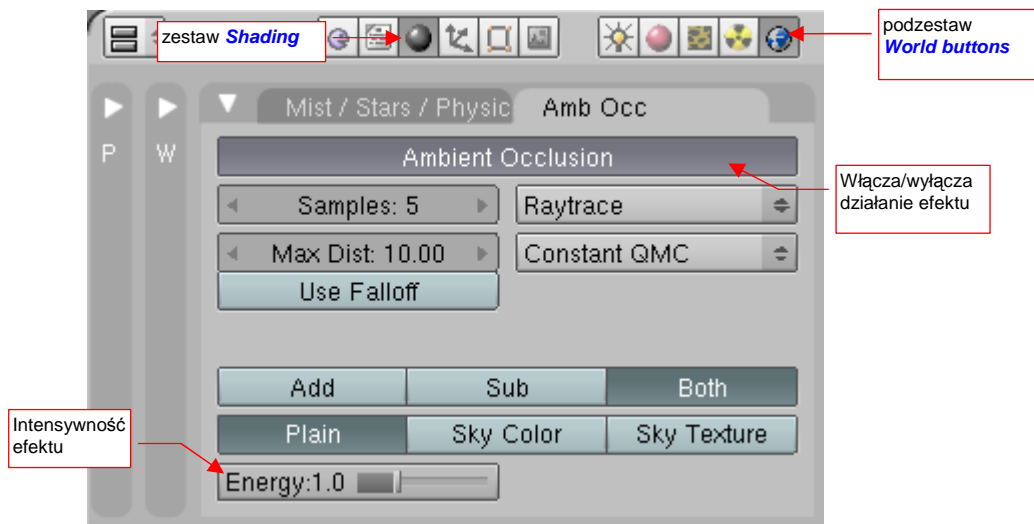 zestaw Shading
podzestaw
World buttons
Mist / Stars / Physic
Amb Occ
P
W
Ambient Occlusion
Włącza/wyłącza
działanie efektu
Samples: 5
Raytrace
Max Dist: 10.00
Constant QMC
Use Falloff
Add
Sub
Both
Intensywność
efektu
Plain
Sky Color
Sky Texture
Energy:1.0